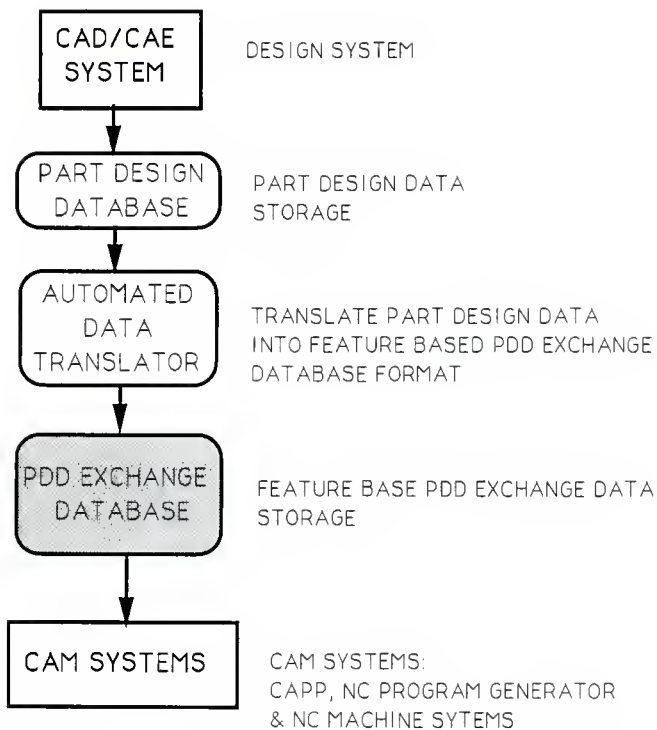 CAD/CAE
SYSTEM
DESIGN SYSTEM
PART DESIGN
DATABASE
PART DESIGN DATA
STORAGE
AUTOMATED
DATA
TRANSLATOR
TRANSLATE PART DESIGN DATA
INTO FEATURE BASED PDD EXCHANGE
DATABASE FORMAT
PDD EXCHANGE
DATABASE
FEATURE BASE PDD EXCHANGE DATA
STORAGE
CAM SYSTEMS
CAM SYSTEMS:
CAPP, NC PROGRAM GENERATOR
& NC MACHINE SYTEMS